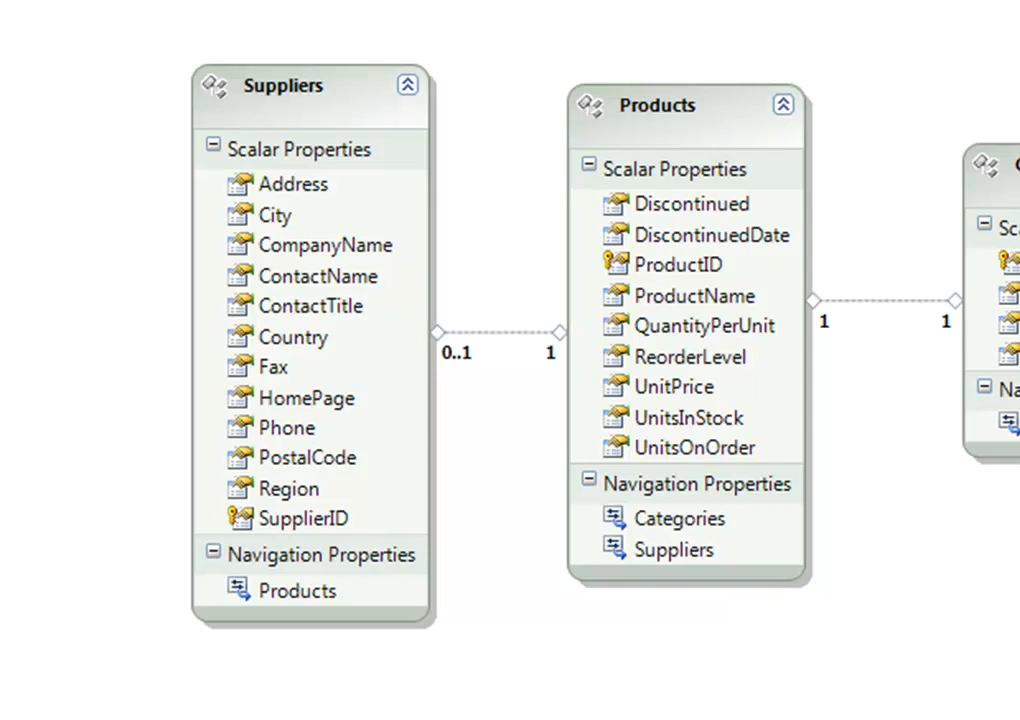 Suppliers
Scalar Properties
Address
City
CompanyName
ContactName
ContactTitle
Country
Fax
HomePage
Phone
PostalCode
Region
SupplierID
Navigation Properties
Products
0..1
1
Products
Scalar Properties
Discontinued
DiscontinuedDate
ProductID
ProductName
QuantityPerUnit
ReorderLevel
UnitPrice
UnitsInStock
UnitsOnOrder
Navigation Properties
Categories
Suppliers
1
1